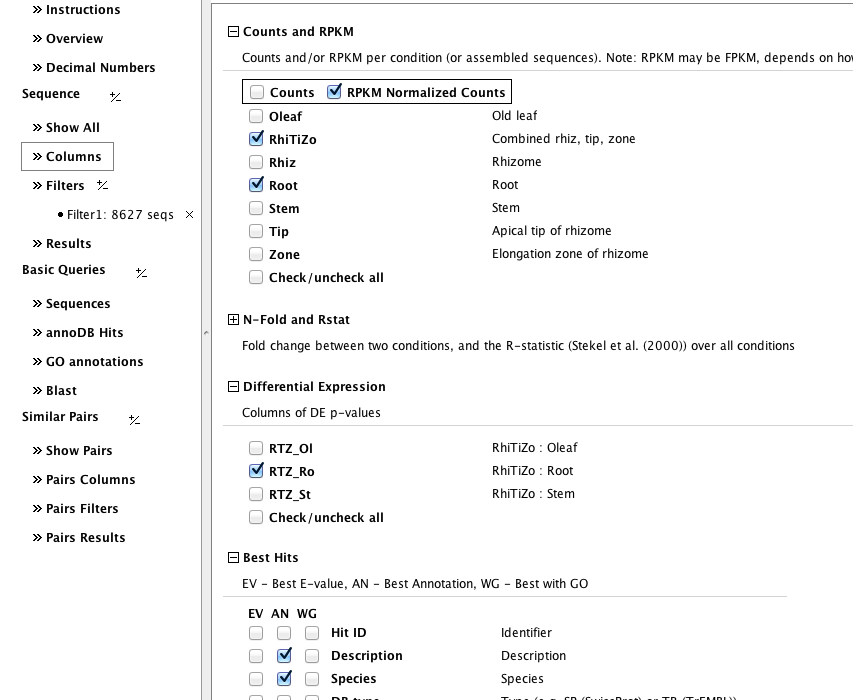 Instructions
Overview
Decimal Numbers
Sequence
Show All
Columns
Filters
Filter1: 8627 seqs
Results
Basic Queries
Sequences
annoDB Hits
GO annotations
Blast
Similar Pairs
Show Pairs
Pairs Columns
Pairs Filters
Pairs Results
Counts and RPKM
Counts and/or RPKM per condition (or assembled sequences). Note: RPKM may be FPKM, depends on
Counts RPKM Normalized Counts
Oleaf Old leaf
RhiTiZo Combined rhiz, tip, zone
Rhiz Rhizome
Root Root
Stem Stem
Tip Apical tip of rhizome
Zone Elongation zone of rhizome
Check/uncheck all
N-Fold and Rstat
Fold change between two conditions, and the R-statistic (Stekel et al. (2000)) over all conditions
Differential Expression
Columns of DE p-values
RTZ_Ol RhiTiZo : Oleaf
RTZ_Ro RhiTiZo : Root
RTZ_St RhiTiZo : Stem
Check/uncheck all
Best Hits
EV - Best E-value, AN - Best Annotation, WG - Best with GO
EV AN WG
Hit ID Identifier
Description Description
Species Species